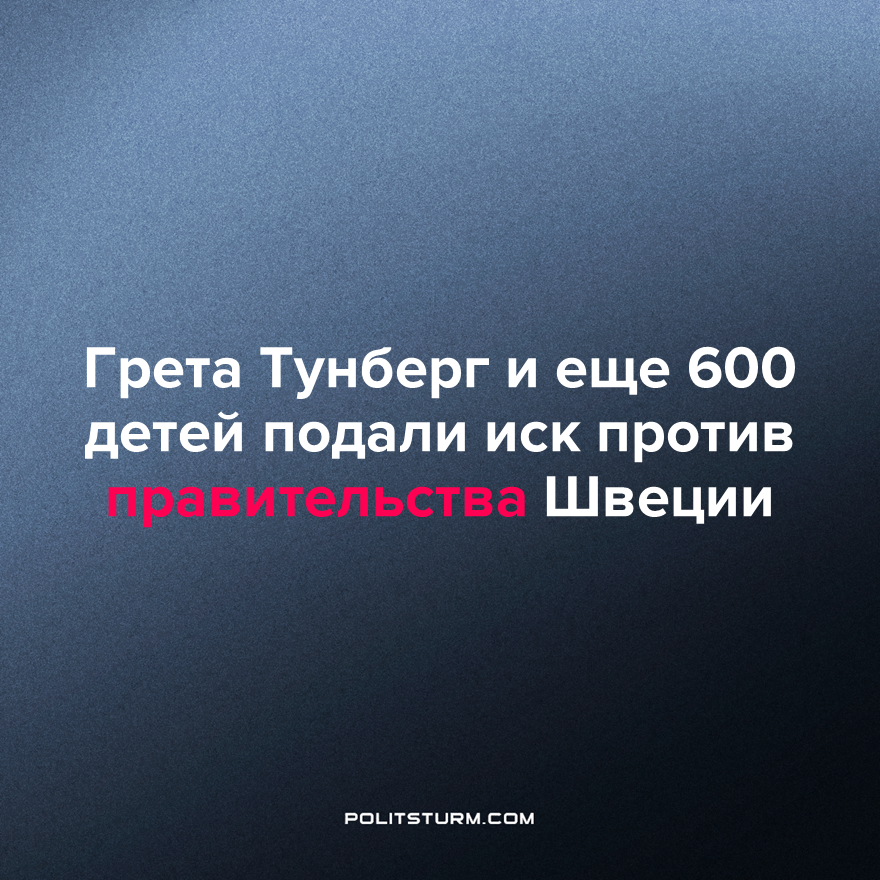 Грета Тунберг и еще 600
детей подали иск против
правительства Швеции
POLITSTURM.COM